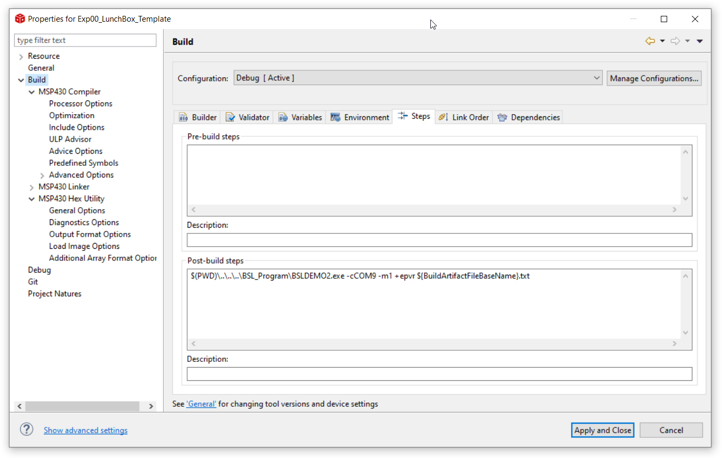 Properties for Exp00_LunchBox_Template
type filter text
Resource
General
Build
MSP430 Compiler
Processor Options
Optimization
Include Options
ULP Advisor
Advice Options
Predefined Symbols
Advanced Options
MSP430 Linker
MSP430 Hex Utility
General Options
Diagnostics Options
Output Format Options
Load Image Options
Additional Array Format Option
Debug
Git
Project Natures
Build
Configuration: Debug [ Active ] Manage Configurations...
Builder Validator Variables Environment Steps Link Order Dependencies
Pre-build steps
Description:
Post-build steps
${PWD}\..\..\..\BSL_Program\BSLDEMO2.exe -cCOM9 -m1 +epvr ${BuildArtifactFileBaseName}.txt
Description:
See 'General' for changing tool versions and device settings
Show advanced settings
Apply and Close Cancel